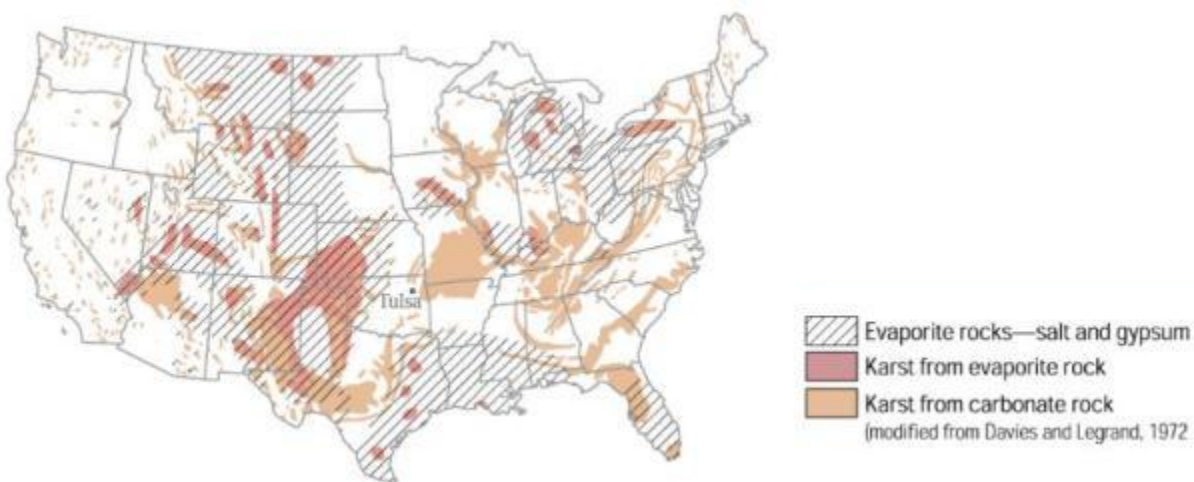 Tulsa
Evaporite rocks—salt and gypsum
Karst from evaporite rock
Karst from carbonate rock
(modified from Davies and Legrand, 1972